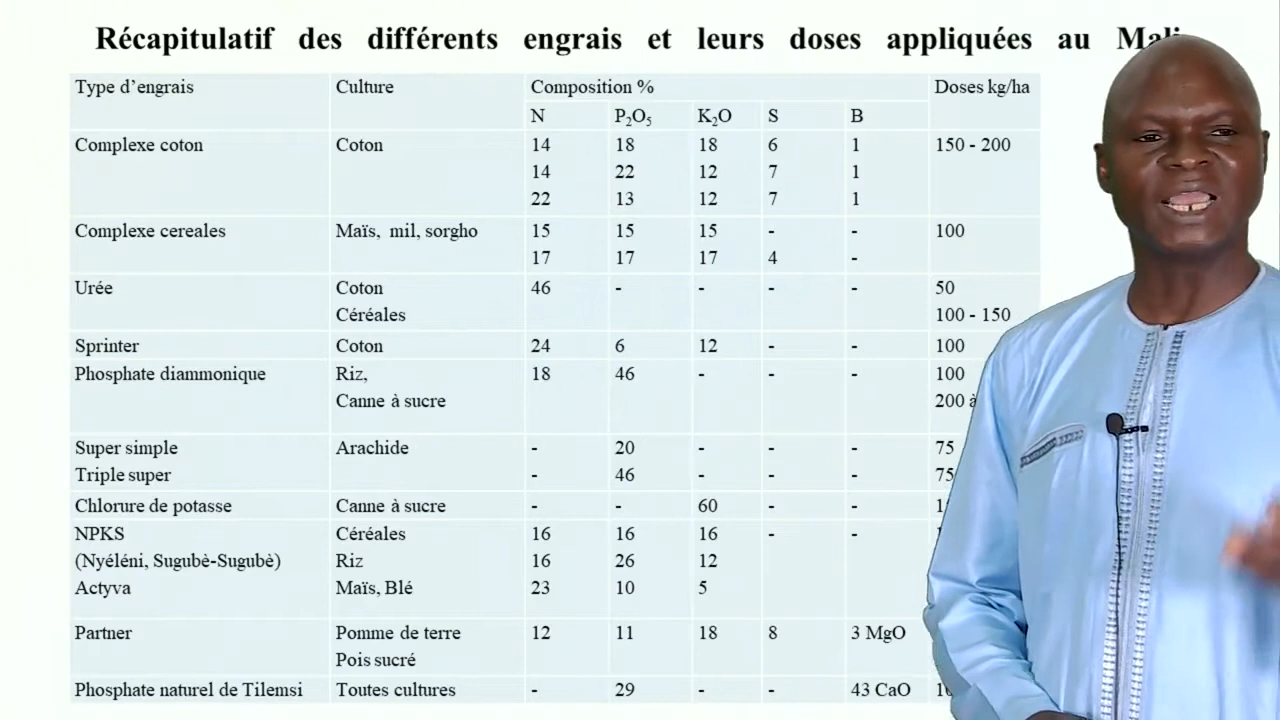 Récapitulatif des différents engrais et leurs doses appliquées au Mali
Type d’engrais Culture Composition % Doses kg/ha
N P₂O₅ K₂O S B
Complexe coton Coton 14 18 18 6 1 150 - 200
14 22 12 7 1
22 13 12 7 1
Complexe cereales Maïs, mil, sorgho 15 15 15 - - 100
17 17 17 4 -
Urée Coton 46 - - - - 50
Céréales 100 - 150
Sprinter Coton 24 6 12 - - 100
Phosphate diammonique Riz, 18 46 - - - 100
Canne à sucre 200 à
Super simple Arachide - 20 - - - 75
Triple super - 46 - - - 75
Chlorure de potasse Canne à sucre - - 60 - -
NPKS Céréales 16 16 16 - -
(Nyéléni, Sugubè-Sugubè) Riz 16 26 12
Actyva Maïs, Blé 23 10 5
Partner Pomme de terre 12 11 18 8 3 MgO
Pois sucré
Phosphate naturel de Tilemsi Toutes cultures - 29 - - 43 CaO